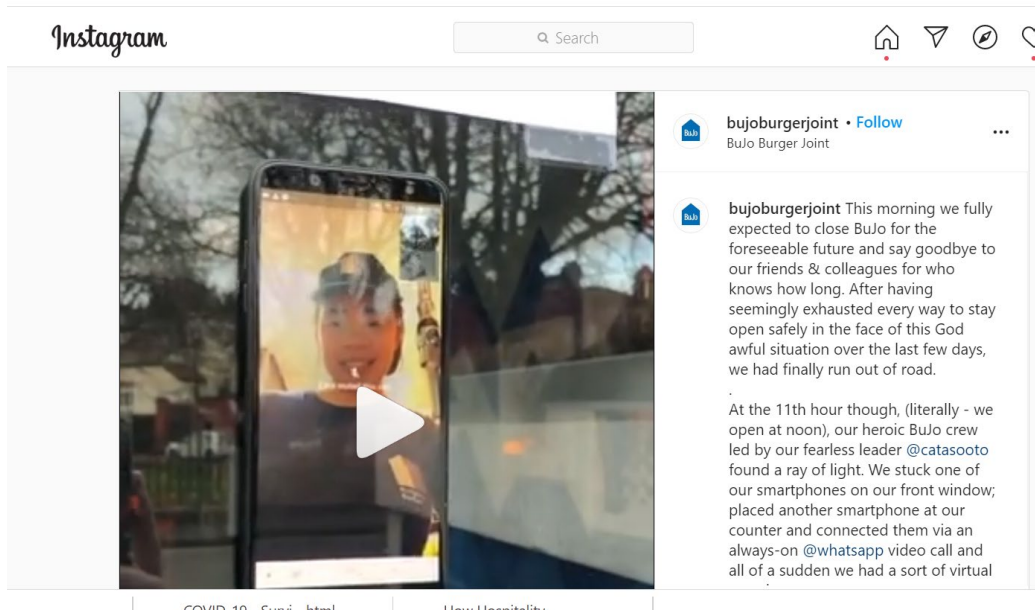 Instagram
Search
BuJo
bujoburgerjoint • Follow
BuJo Burger Joint
BuJo
bujoburgerjoint This morning we fully
expected to close BuJo for the
foreseeable future and say goodbye to
our friends & colleagues for who
knows how long. After having
seemingly exhausted every way to stay
open safely in the face of this God
awful situation over the last few days,
we had finally run out of road.
.
At the 11th hour though, (literally - we
open at noon), our heroic BuJo crew
led by our fearless leader @catasooto
found a ray of light. We stuck one of
our smartphones on our front window;
placed another smartphone at our
counter and connected them via an
always-on @whatsapp video call and
all of a sudden we had a sort of virtual